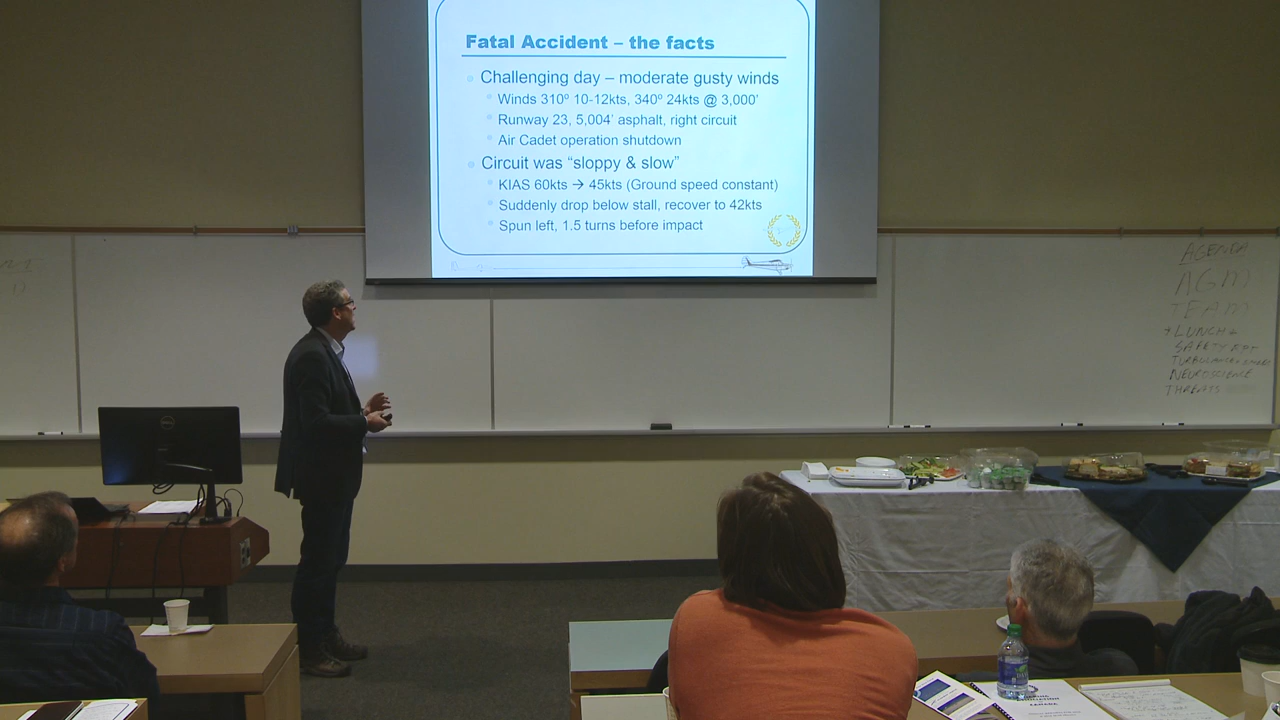 Fatal Accident – the facts
Challenging day – moderate gusty winds
Winds 310º 10-12kts, 340º 24kts @ 3,000’
Runway 23, 5,004’ asphalt, right circuit
Air Cadet operation shutdown
Circuit was “sloppy & slow”
KIAS 60kts → 45kts (Ground speed constant)
Suddenly drop below stall, recover to 42kts
Spun left, 1.5 turns before impact
AGENDA
AGM
TEAM
LUNCH +
SAFETY RPT
NEUROSCIENCE
THREATS
DELL